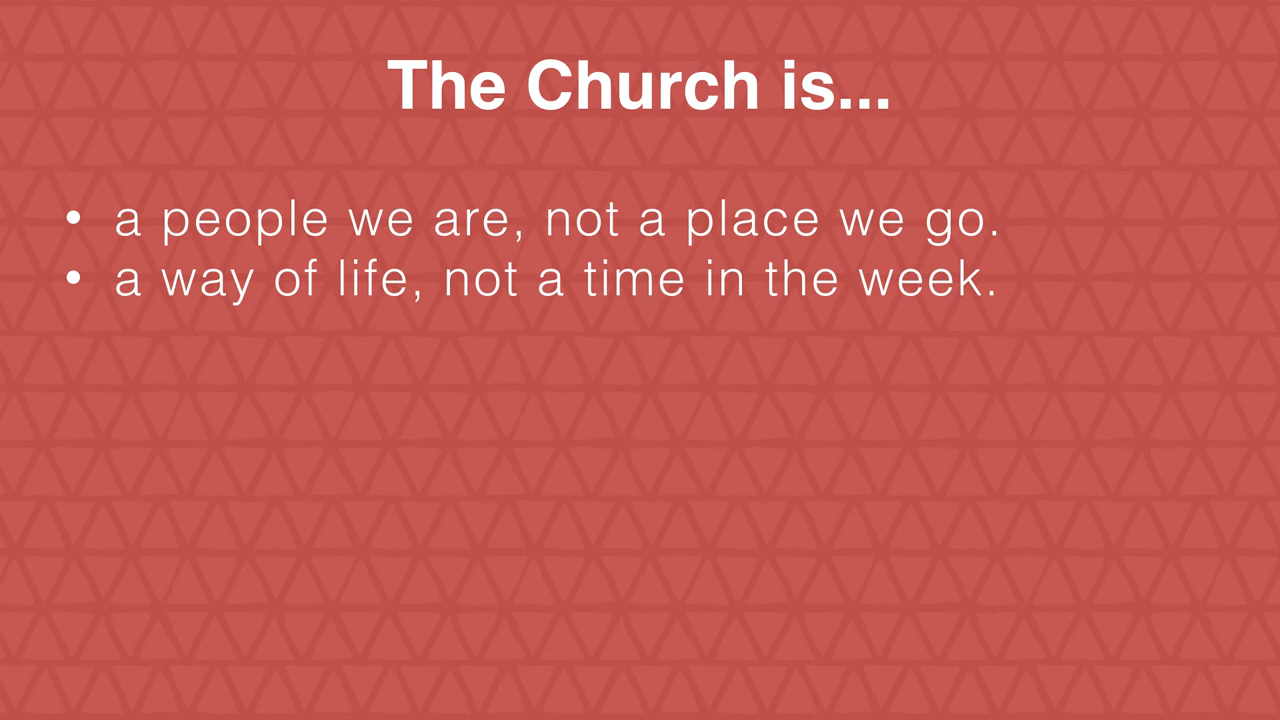 The Church is...
• a people we are, not a place we go.
• a way of life, not a time in the week.